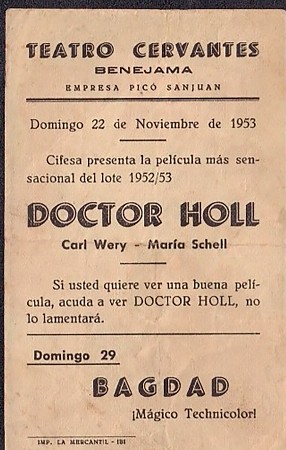 TEATRO CERVANTES
BENEJAMA
EMPRESA PICÓ SANJUAN
Domingo 22 de Noviembre de 1953
Cifesa presenta la película más sen-
sacional del lote 1952/53
DOCTOR HOLL
Carl Wery - María Schell
Si usted quiere ver una buena pelí-
cula, acuda a ver DOCTOR HOLL, no
lo lamentará.
Domingo 29
BAGDAD
¡Mágico Technicolor!
IMP. LA MERCANTIL - IBI